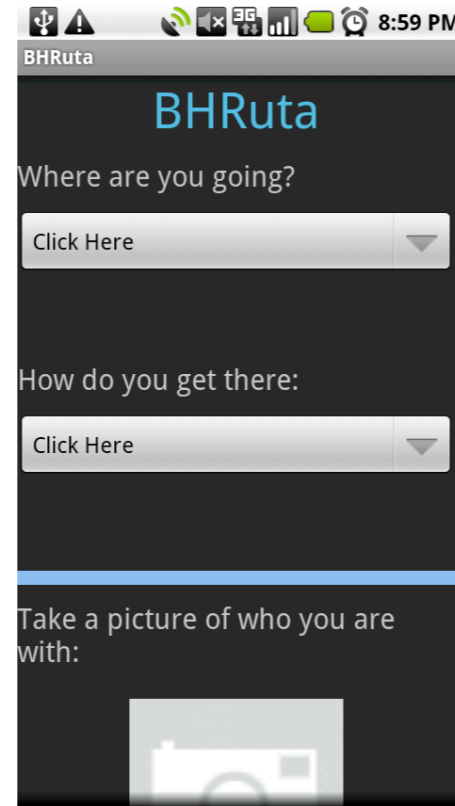 3G 8:59 PM
BHRuta
BHRuta
Where are you going?
Click Here
How do you get there:
Click Here
Take a picture of who you are
with: